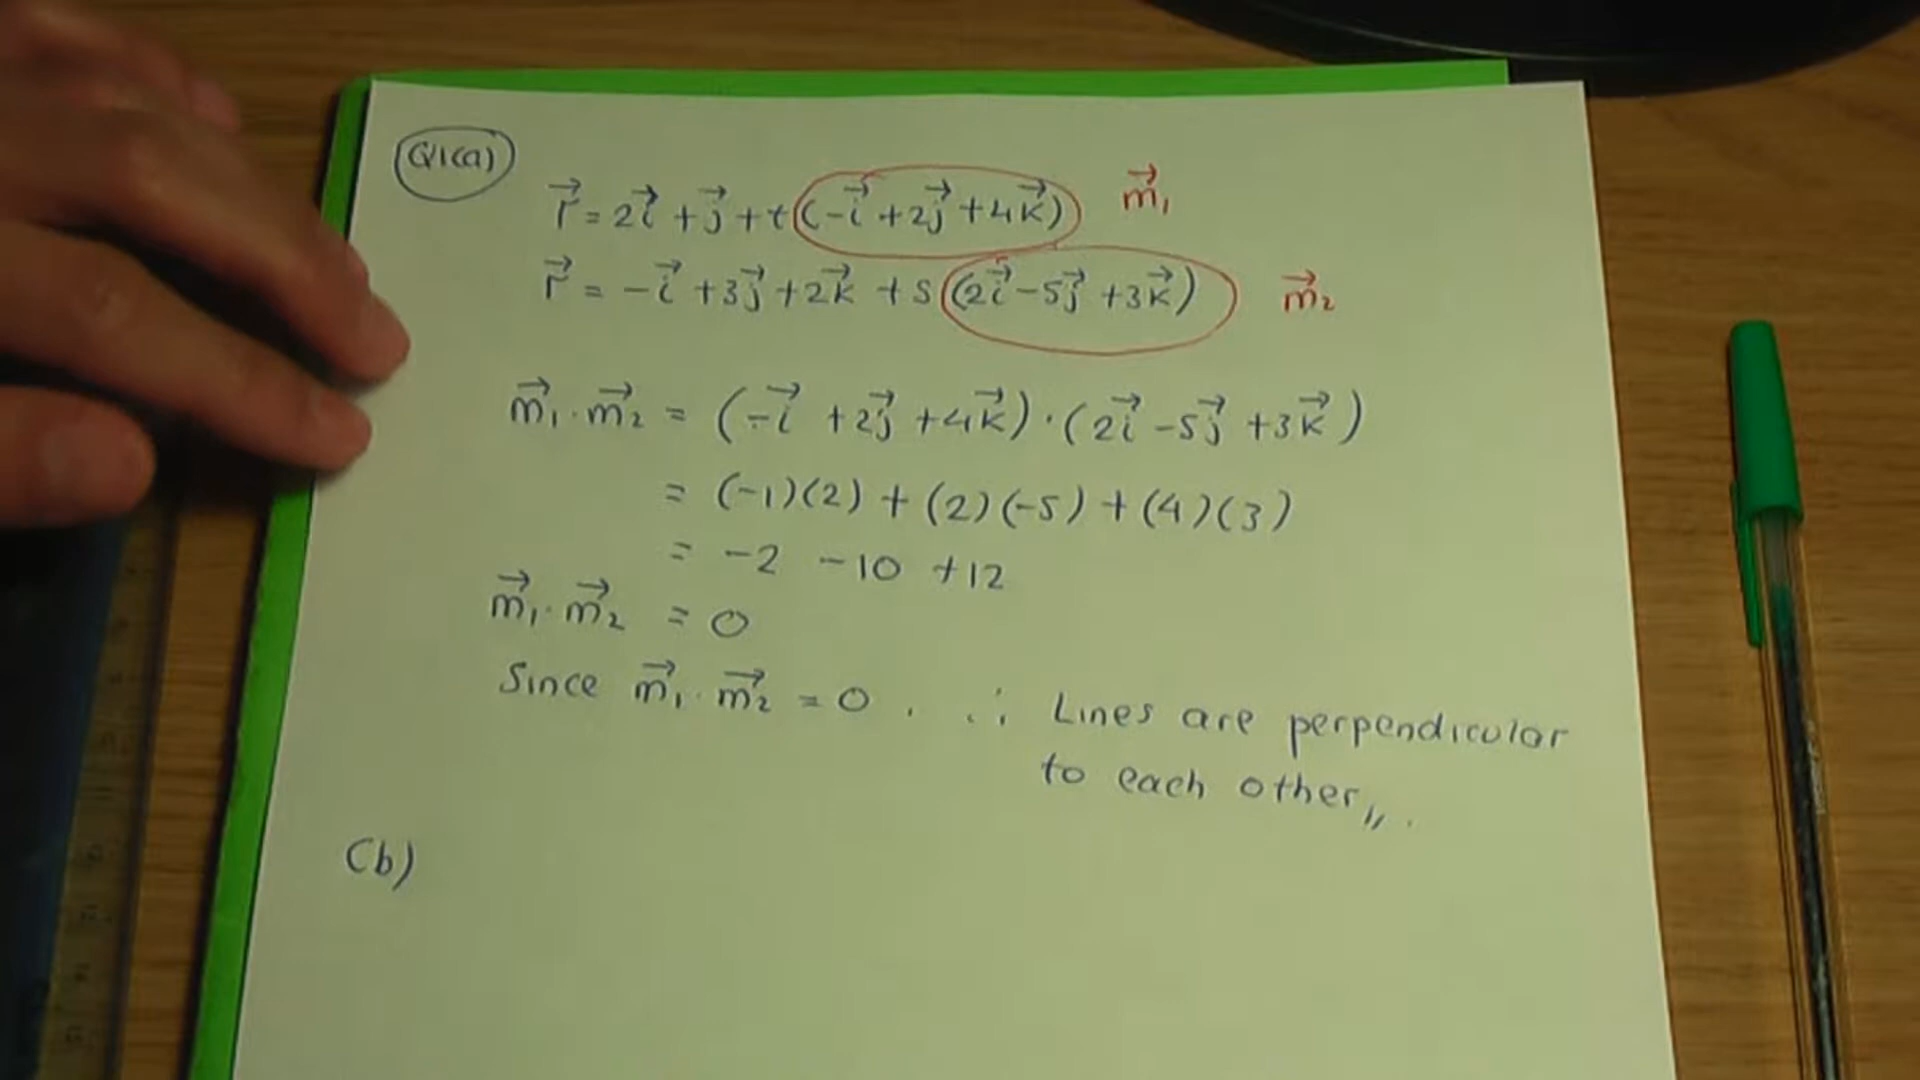 Q1(a)
r⃗ = 2i⃗ + j⃗ + t(-i⃗ + 2j⃗ + 4k⃗) m⃗₁
r⃗ = -i⃗ + 3j⃗ + 2k⃗ + s(2i⃗ - 5j⃗ + 3k⃗) m⃗₂
m⃗₁ · m⃗₂ = (-i⃗ + 2j⃗ + 4k⃗) · (2i⃗ - 5j⃗ + 3k⃗)
= (-1)(2) + (2)(-5) + (4)(3)
= -2 -10 +12
m⃗₁ · m⃗₂ = 0
Since m⃗₁ · m⃗₂ = 0 . ∴ Lines are perpendicular
to each other,,.
(b)